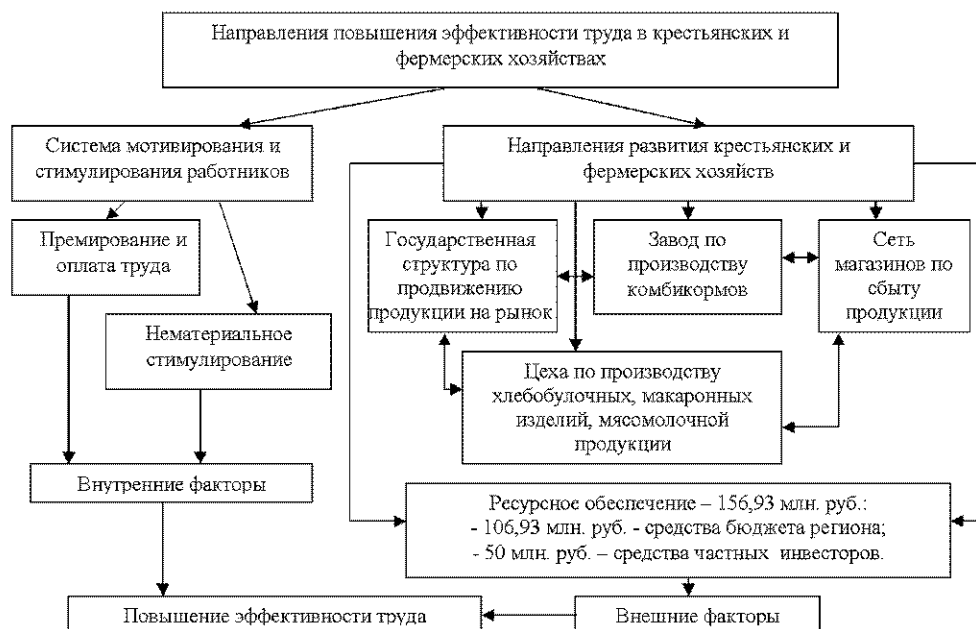 Направления повышения эффективности труда в крестьянских и
фермерских хозяйствах
Система мотивирования и
стимулирования работников
Направления развития крестьянских и
фермерских хозяйств
Премирование и
оплата труда
Государственная
структура по
продвижению
продукции на рынок
Завод по
производству
комбикормов
Сеть
магазинов по
сбыту
продукции
Нематериальное
стимулирование
Цеха по производству
хлебобулочных, макаронных
изделий, мясомолочной
продукции
Внутренние факторы
Ресурсное обеспечение – 156,93 млн. руб.:
- 106,93 млн. руб. - средства бюджета региона;
- 50 млн. руб. – средства частных инвесторов.
Повышение эффективности труда
Внешние факторы